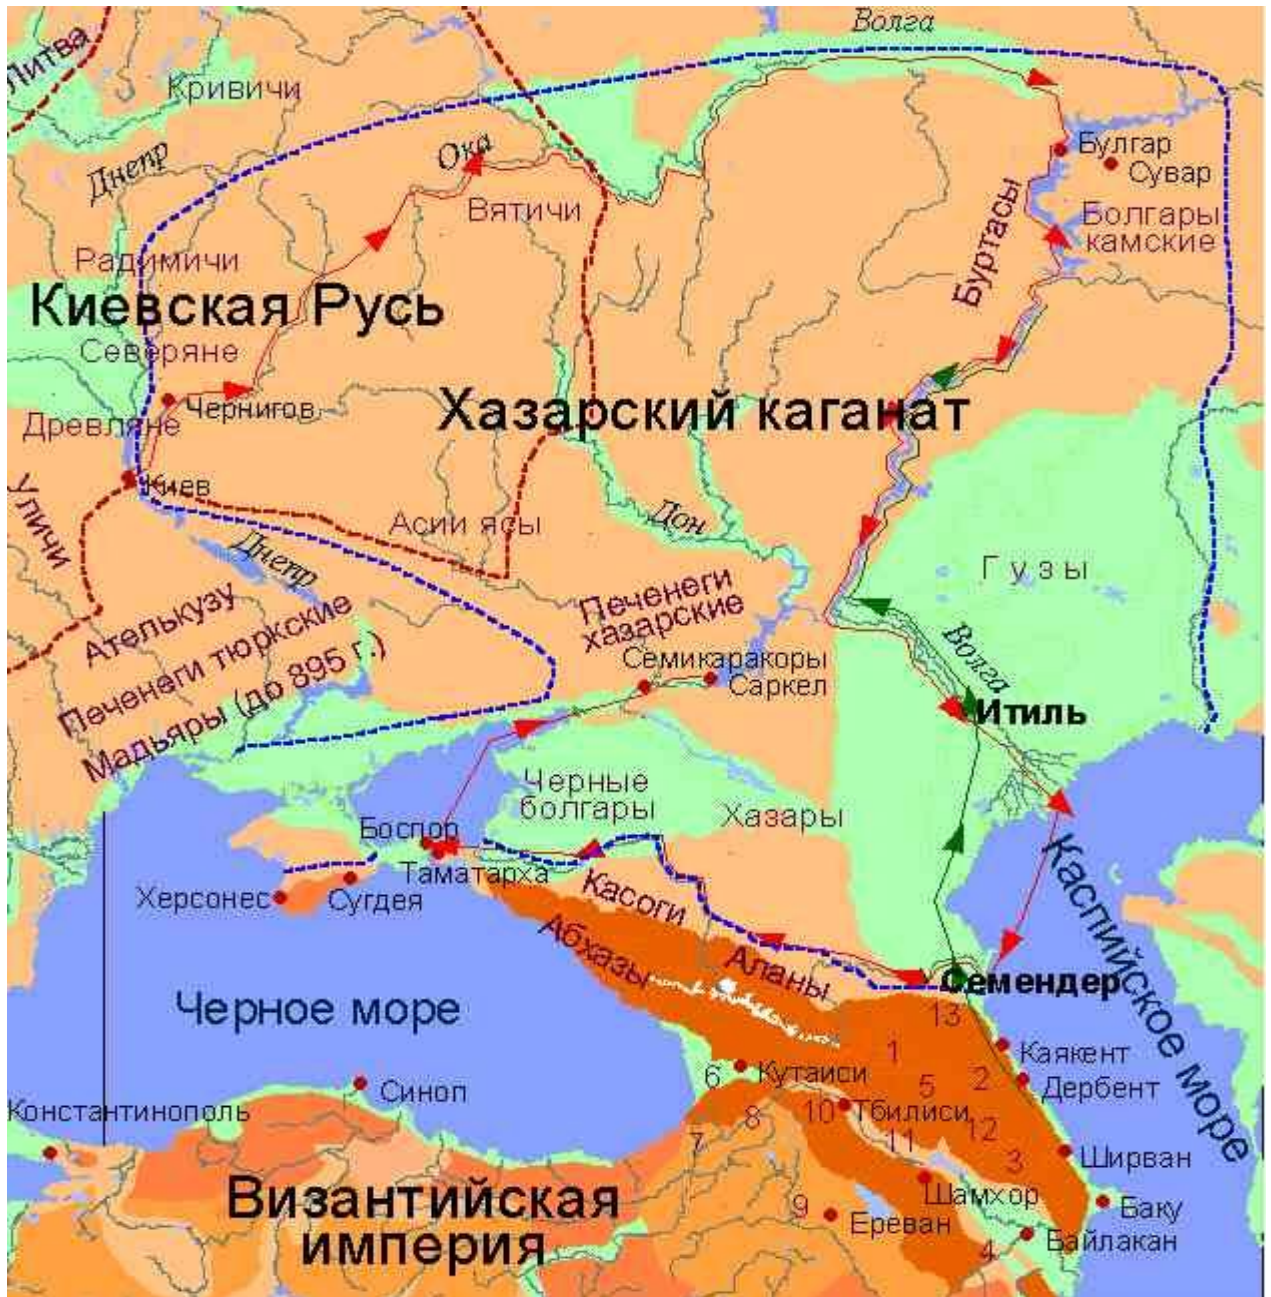 Волга
Литва
Кривичи
Днепр
Ока
Булгар
Сувар
Вятичи
Буртасы
Болгары
камские
Радимичи
Киевская Русь
Северяне
Чернигов
Хазарский каганат
Древляне
Киев
Уличи
Асии ясы
Дон
Днепр
Гузы
Ателькузу
Печенеги тюркские
Мадьяры (до 895 г.)
Печенеги
хазарские
Семикаракоры
Саркел
Волга
Итиль
Черные
болгары
Хазары
Боспор
Таматарха
Херсонес
Сугдея
Касоги
Абхазы
Аланы
Каспийское море
Семендер
Черное море
13
1
Каякент
6
Кутаиси
5
2
Дербент
Синоп
Константинополь
8
10
Тбилиси
7
11
12
3
Ширван
Шамхор
Византийская
империя
9
Ереван
Баку
4
Байлакан